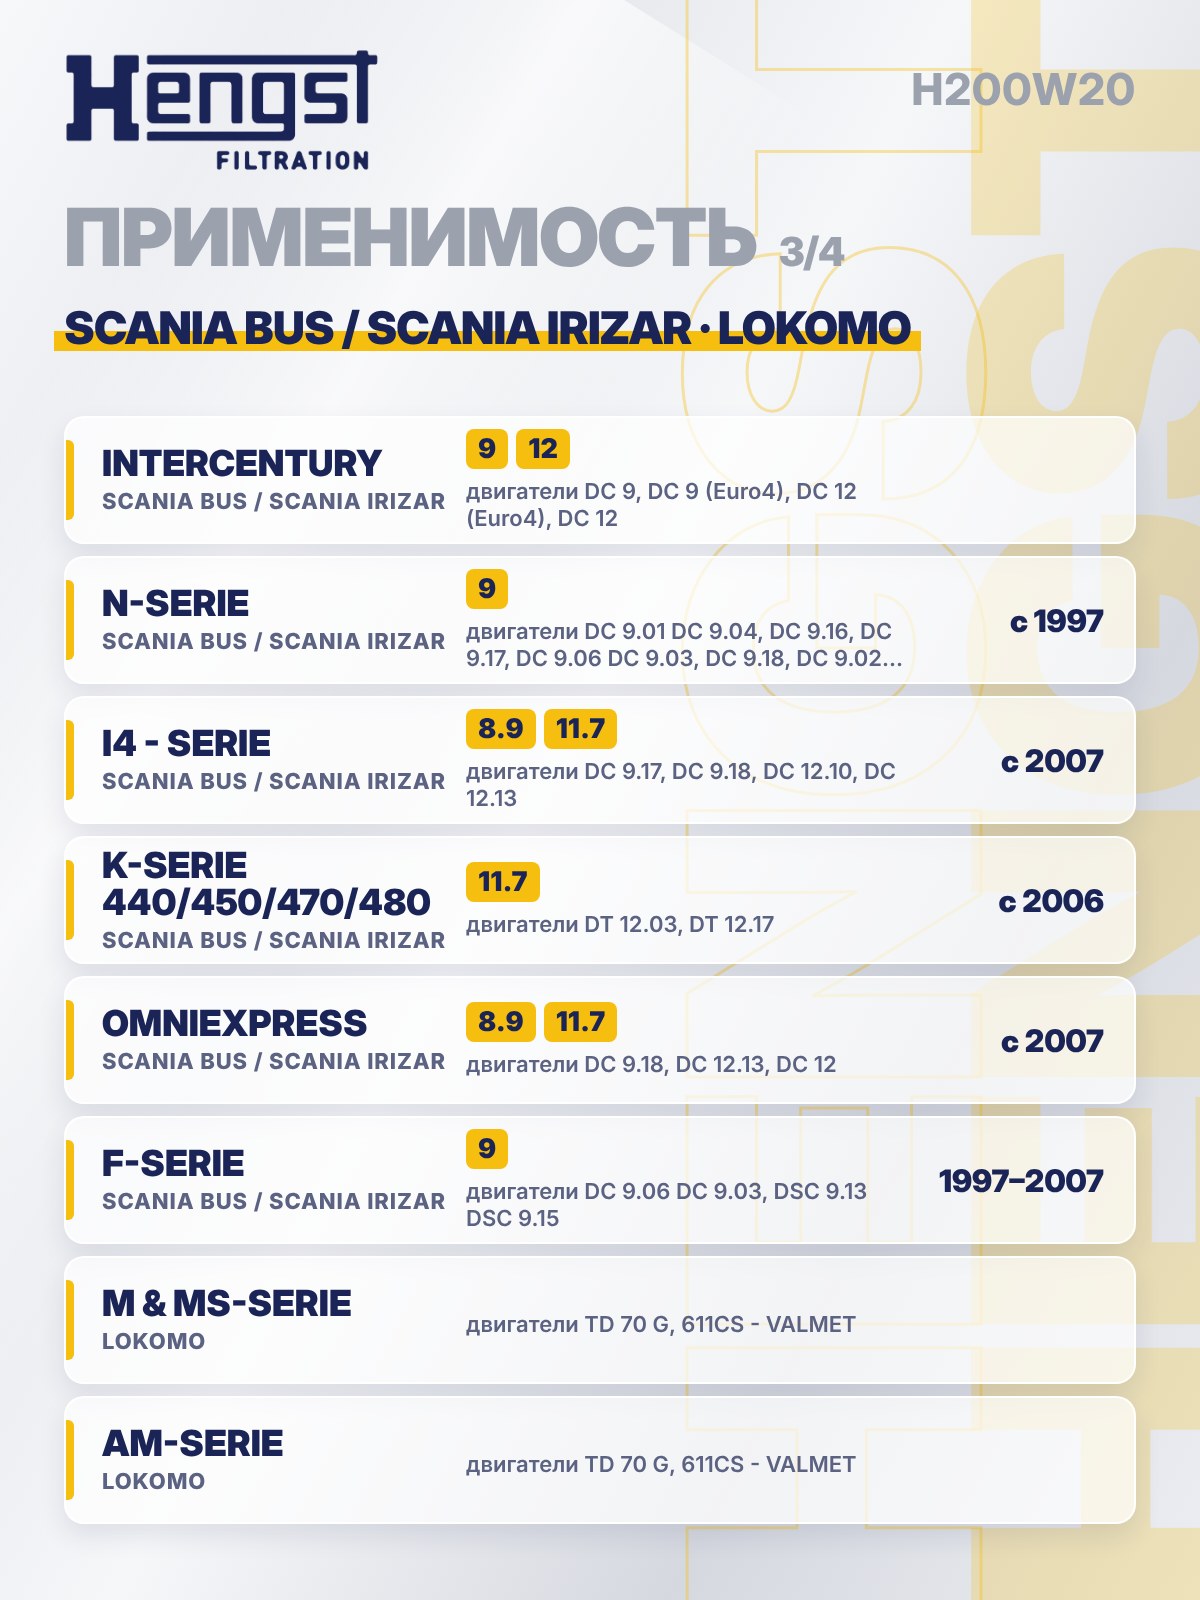 Hengst
FILTRATION
H200W20
ПРИМЕНИМОСТЬ 3/4
SCANIA BUS / SCANIA IRIZAR · LOKOMO
INTERCENTURY
SCANIA BUS / SCANIA IRIZAR
9 12
двигатели DC 9, DC 9 (Euro4), DC 12
(Euro4), DC 12
N-SERIE
SCANIA BUS / SCANIA IRIZAR
9
двигатели DC 9.01 DC 9.04, DC 9.16, DC
9.17, DC 9.06 DC 9.03, DC 9.18, DC 9.02...
с 1997
I4 - SERIE
SCANIA BUS / SCANIA IRIZAR
8.9 11.7
двигатели DC 9.17, DC 9.18, DC 12.10, DC
12.13
с 2007
K-SERIE
440/450/470/480
SCANIA BUS / SCANIA IRIZAR
11.7
двигатели DT 12.03, DT 12.17
с 2006
OMNIEXPRESS
SCANIA BUS / SCANIA IRIZAR
8.9 11.7
двигатели DC 9.18, DC 12.13, DC 12
с 2007
F-SERIE
SCANIA BUS / SCANIA IRIZAR
9
двигатели DC 9.06 DC 9.03, DSC 9.13
DSC 9.15
1997–2007
M & MS-SERIE
LOKOMO
двигатели TD 70 G, 611CS - VALMET
AM-SERIE
LOKOMO
двигатели TD 70 G, 611CS - VALMET
HENGST
HENGST